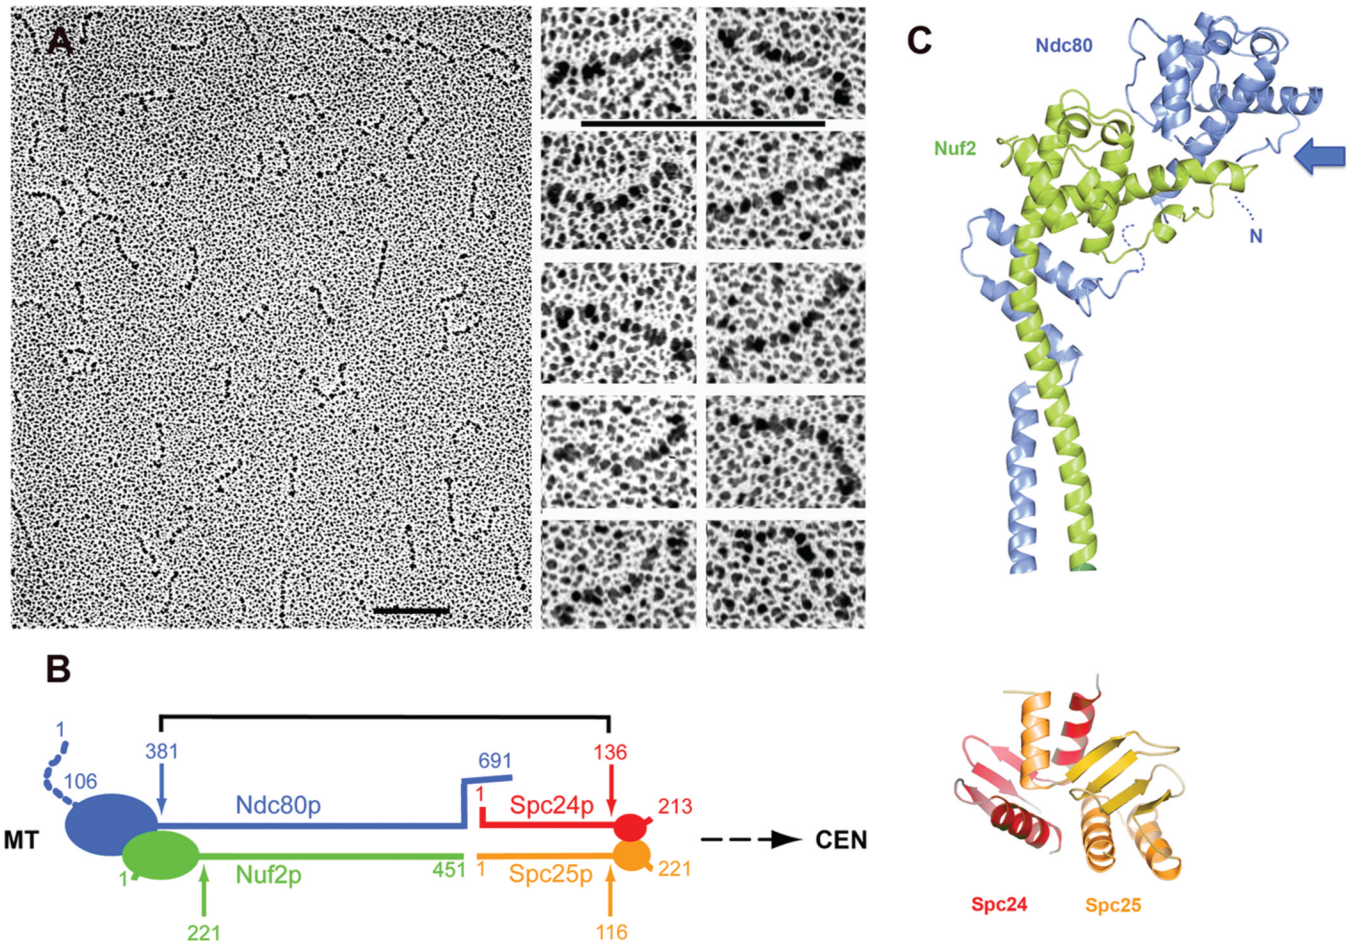 A
C
Ndc80
Nuf2
N
B
1
381
136
691
106
Ndc80p
1
Spc24p
213
MT
CEN
1
Nuf2p
451
1
Spc25p
221
221
116
Spc24
Spc25